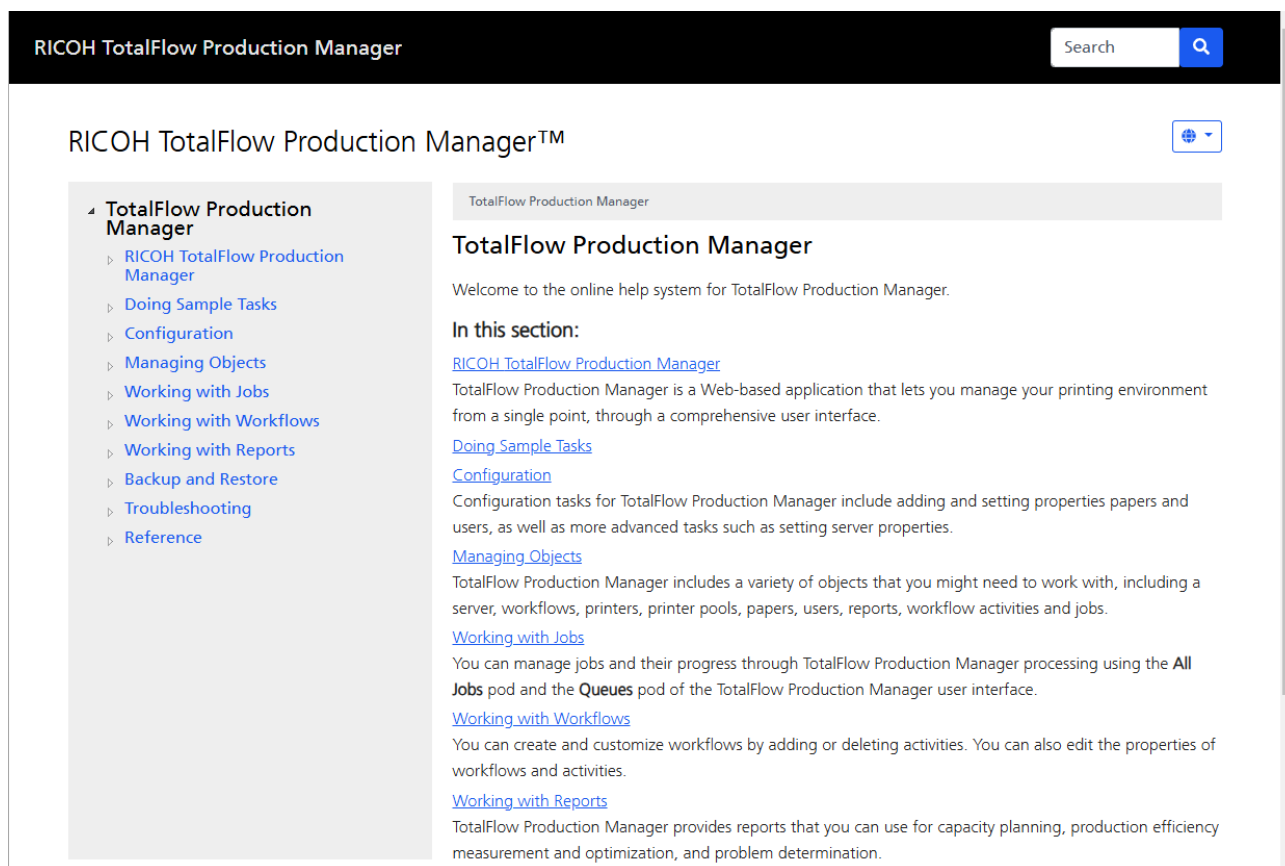 RICOH TotalFlow Production Manager
Search
RICOH TotalFlow Production Manager™
TotalFlow Production
Manager
RICOH TotalFlow Production
Manager
Doing Sample Tasks
Configuration
Managing Objects
Working with Jobs
Working with Workflows
Working with Reports
Backup and Restore
Troubleshooting
Reference
TotalFlow Production Manager
TotalFlow Production Manager
Welcome to the online help system for TotalFlow Production Manager.
In this section:
RICOH TotalFlow Production Manager
TotalFlow Production Manager is a Web-based application that lets you manage your printing environment
from a single point, through a comprehensive user interface.
Doing Sample Tasks
Configuration
Configuration tasks for TotalFlow Production Manager include adding and setting properties papers and
users, as well as more advanced tasks such as setting server properties.
Managing Objects
TotalFlow Production Manager includes a variety of objects that you might need to work with, including a
server, workflows, printers, printer pools, papers, users, reports, workflow activities and jobs.
Working with Jobs
You can manage jobs and their progress through TotalFlow Production Manager processing using the All
Jobs pod and the Queues pod of the TotalFlow Production Manager user interface.
Working with Workflows
You can create and customize workflows by adding or deleting activities. You can also edit the properties of
workflows and activities.
Working with Reports
TotalFlow Production Manager provides reports that you can use for capacity planning, production efficiency
measurement and optimization, and problem determination.